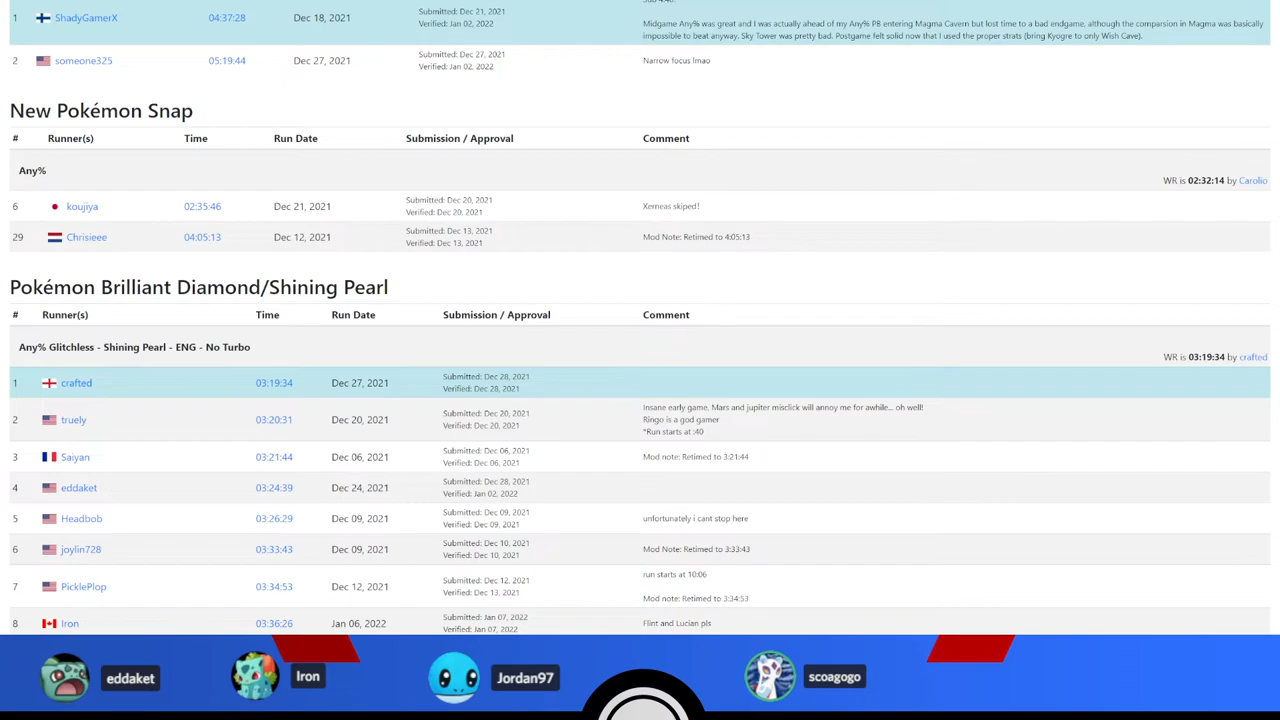 Sub 4:40.
1 ShadyGamerX 04:37:28 Dec 18, 2021 Submitted: Dec 21, 2021
Verified: Jan 02, 2022
Midgame Any% was great and I was actually ahead of my Any% PB entering Magma Cavern but lost time to a bad endgame, although the comparsion in Magma was basically
impossible to beat anyway. Sky Tower was pretty bad. Postgame felt solid now that I used the proper strats (bring Kyogre to only Wish Cave).
2 someone325 05:19:44 Dec 27, 2021 Submitted: Dec 27, 2021
Verified: Jan 02, 2022
Narrow focus lmao
New Pokémon Snap
# Runner(s) Time Run Date Submission / Approval Comment
Any%
WR is 02:32:14 by Carolio
6 koujiya 02:35:46 Dec 21, 2021 Submitted: Dec 20, 2021
Verified: Dec 20, 2021
Xerneas skiped!
29 Chrisieee 04:05:13 Dec 12, 2021 Submitted: Dec 13, 2021
Verified: Dec 13, 2021
Mod Note: Retimed to 4:05:13
Pokémon Brilliant Diamond/Shining Pearl
# Runner(s) Time Run Date Submission / Approval Comment
Any% Glitchless - Shining Pearl - ENG - No Turbo
WR is 03:19:34 by crafted
1 crafted 03:19:34 Dec 27, 2021 Submitted: Dec 28, 2021
Verified: Dec 28, 2021
2 truely 03:20:31 Dec 20, 2021 Submitted: Dec 20, 2021
Verified: Dec 20, 2021
Insane early game, Mars and jupiter misclick will annoy me for awhile... oh well!
Ringo is a god gamer
*Run starts at :40
3 Saiyan 03:21:44 Dec 06, 2021 Submitted: Dec 06, 2021
Verified: Dec 06, 2021
Mod note: Retimed to 3:21:44
4 eddaket 03:24:39 Dec 24, 2021 Submitted: Dec 28, 2021
Verified: Jan 02, 2022
5 Headbob 03:26:29 Dec 09, 2021 Submitted: Dec 09, 2021
Verified: Dec 09, 2021
unfortunately i cant stop here
6 joylin728 03:33:43 Dec 09, 2021 Submitted: Dec 10, 2021
Verified: Dec 10, 2021
Mod Note: Retimed to 3:33:43
7 PicklePlop 03:34:53 Dec 12, 2021 Submitted: Dec 12, 2021
Verified: Dec 13, 2021
run starts at 10:06
Mod note: Retimed to 3:34:53
8 Iron 03:36:26 Jan 06, 2022 Submitted: Jan 07, 2022
Verified: Jan 07, 2022
Flint and Lucian pls
eddaket Iron Jordan97 scoagogo